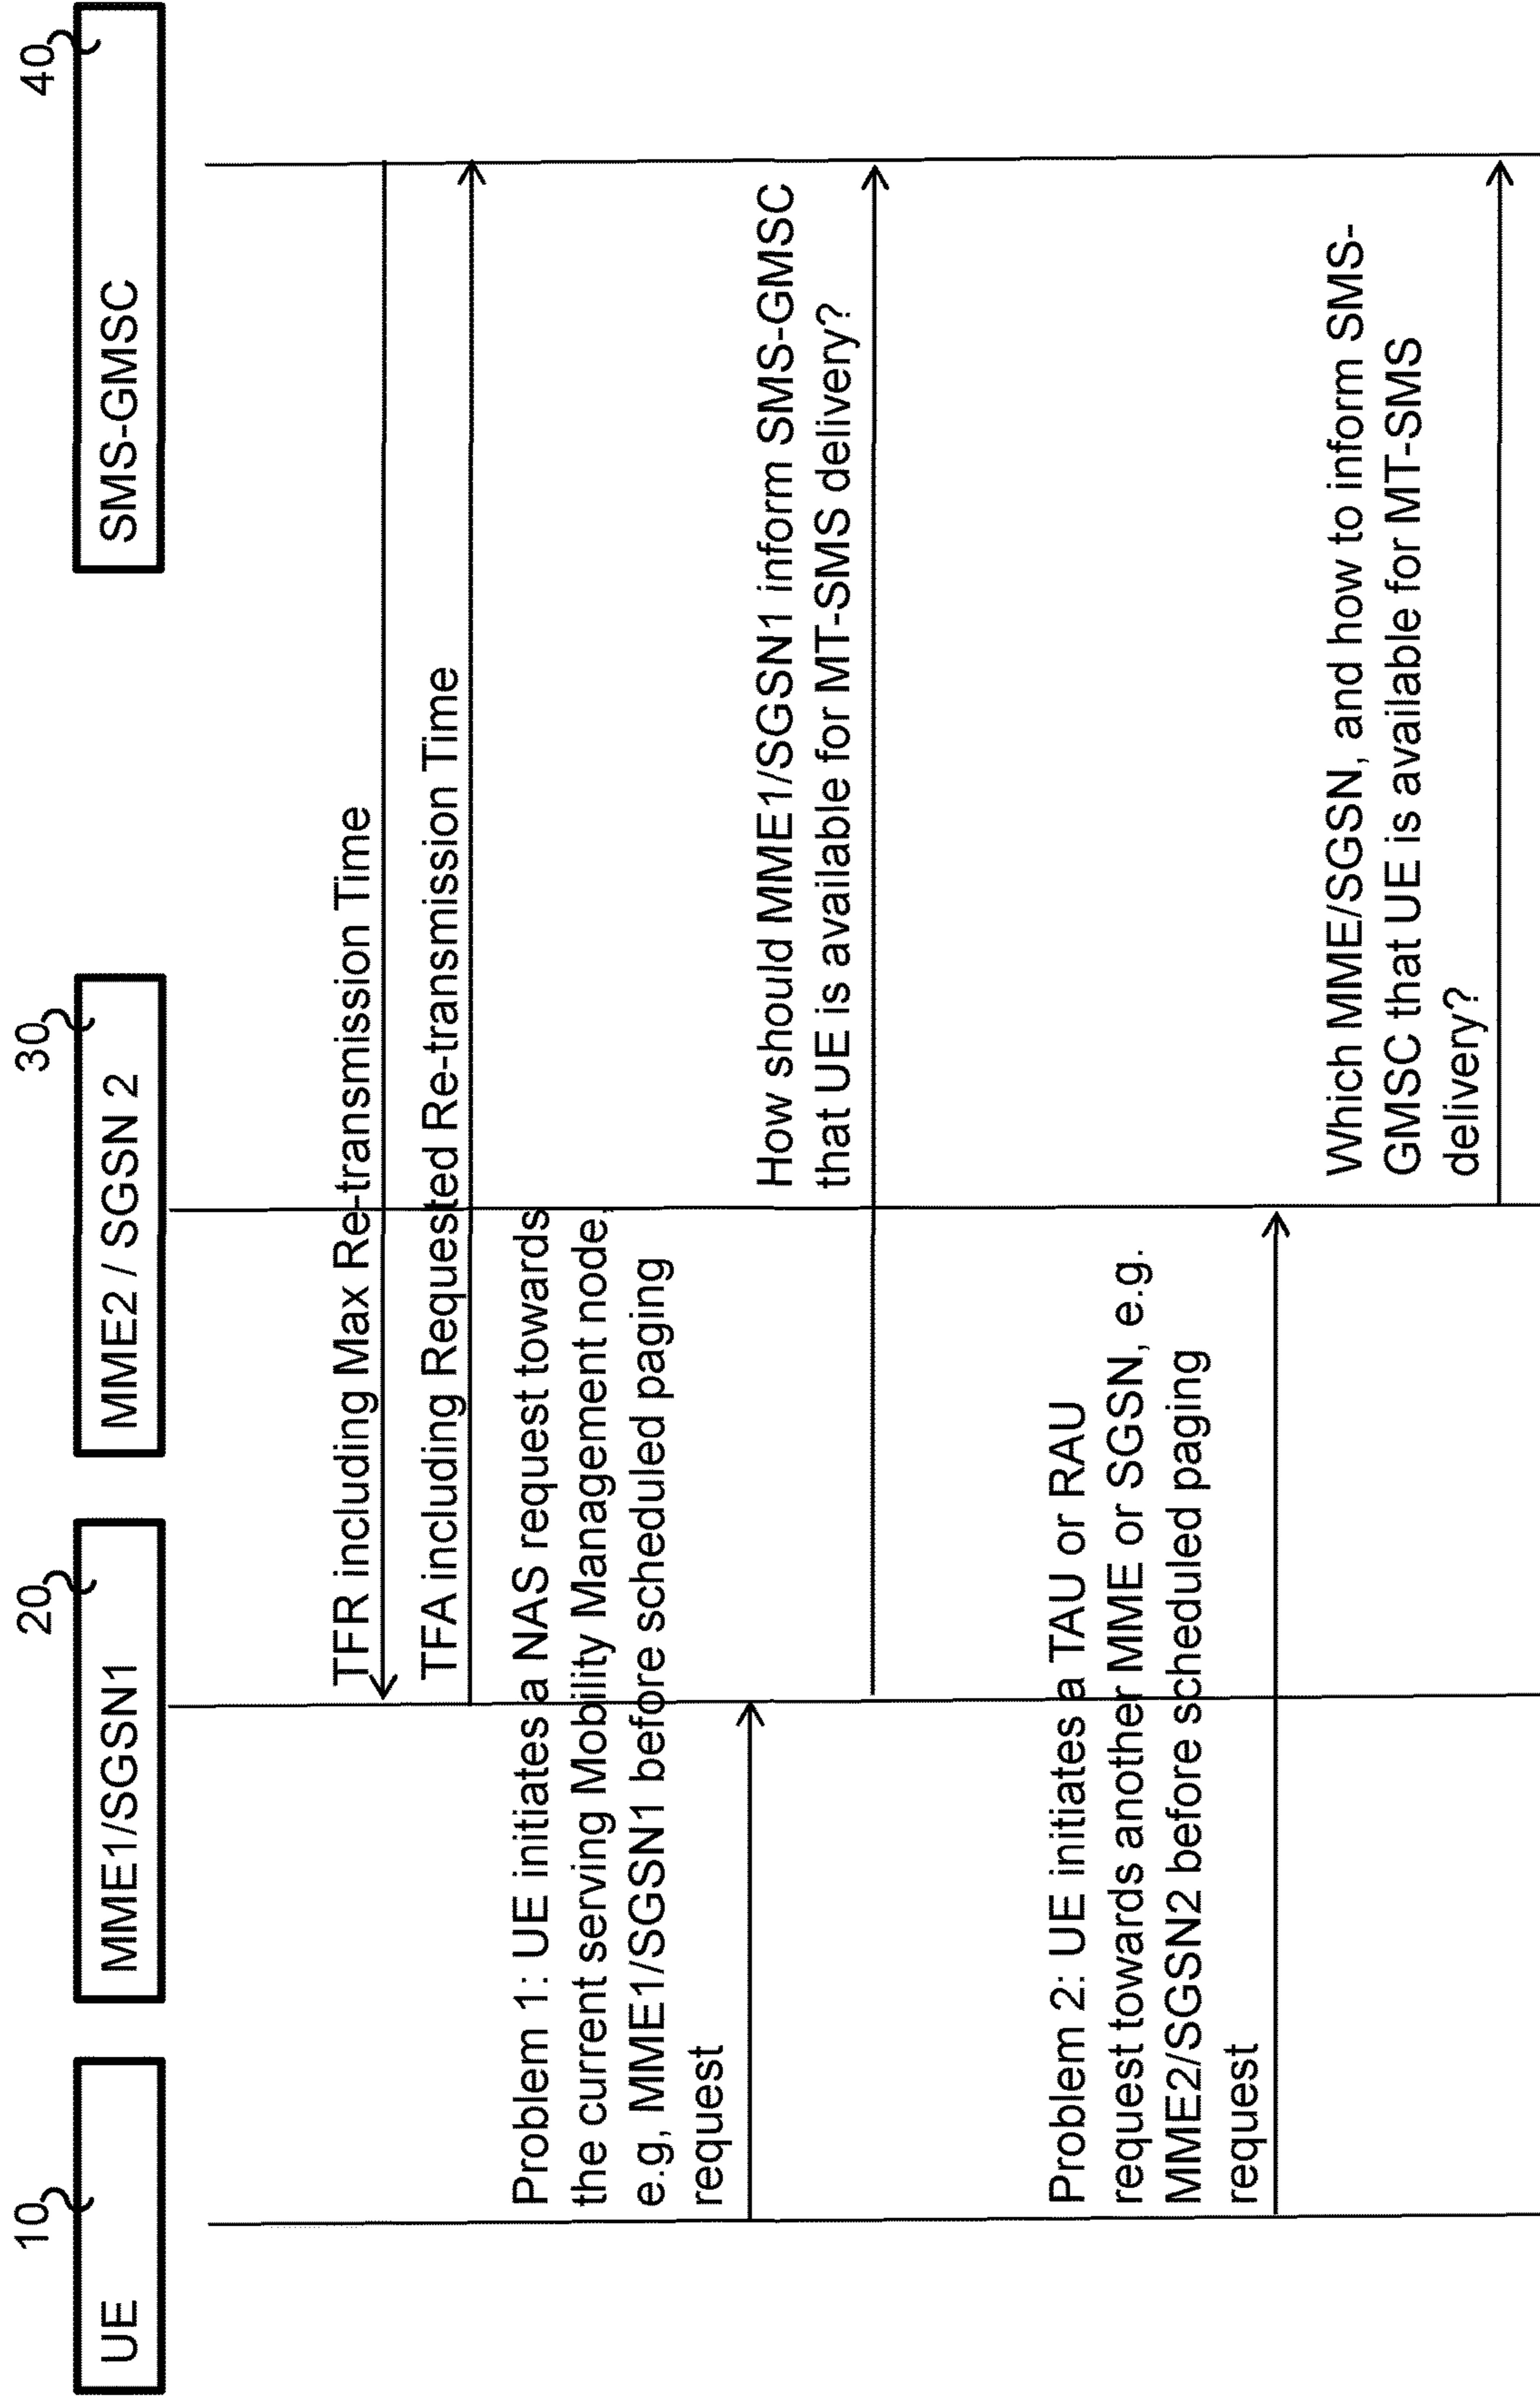 10
20
30
40
UE
MME1/SGSN1
MME2 / SGSN 2
SMS-GMSC
TFR including Max Re-transmission Time
TFA including Requested Re-transmission Time
Problem 1: UE initiates a NAS request towards
the current serving Mobility Management node,
e.g, MME1/SGSN1 before scheduled paging
request
How should MME1/SGSN1 inform SMS-GMSC
that UE is available for MT-SMS delivery?
Problem 2: UE initiates a TAU or RAU
request towards another MME or SGSN, e.g.
MME2/SGSN2 before scheduled paging
request
Which MME/SGSN, and how to inform SMS-
GMSC that UE is available for MT-SMS
delivery?